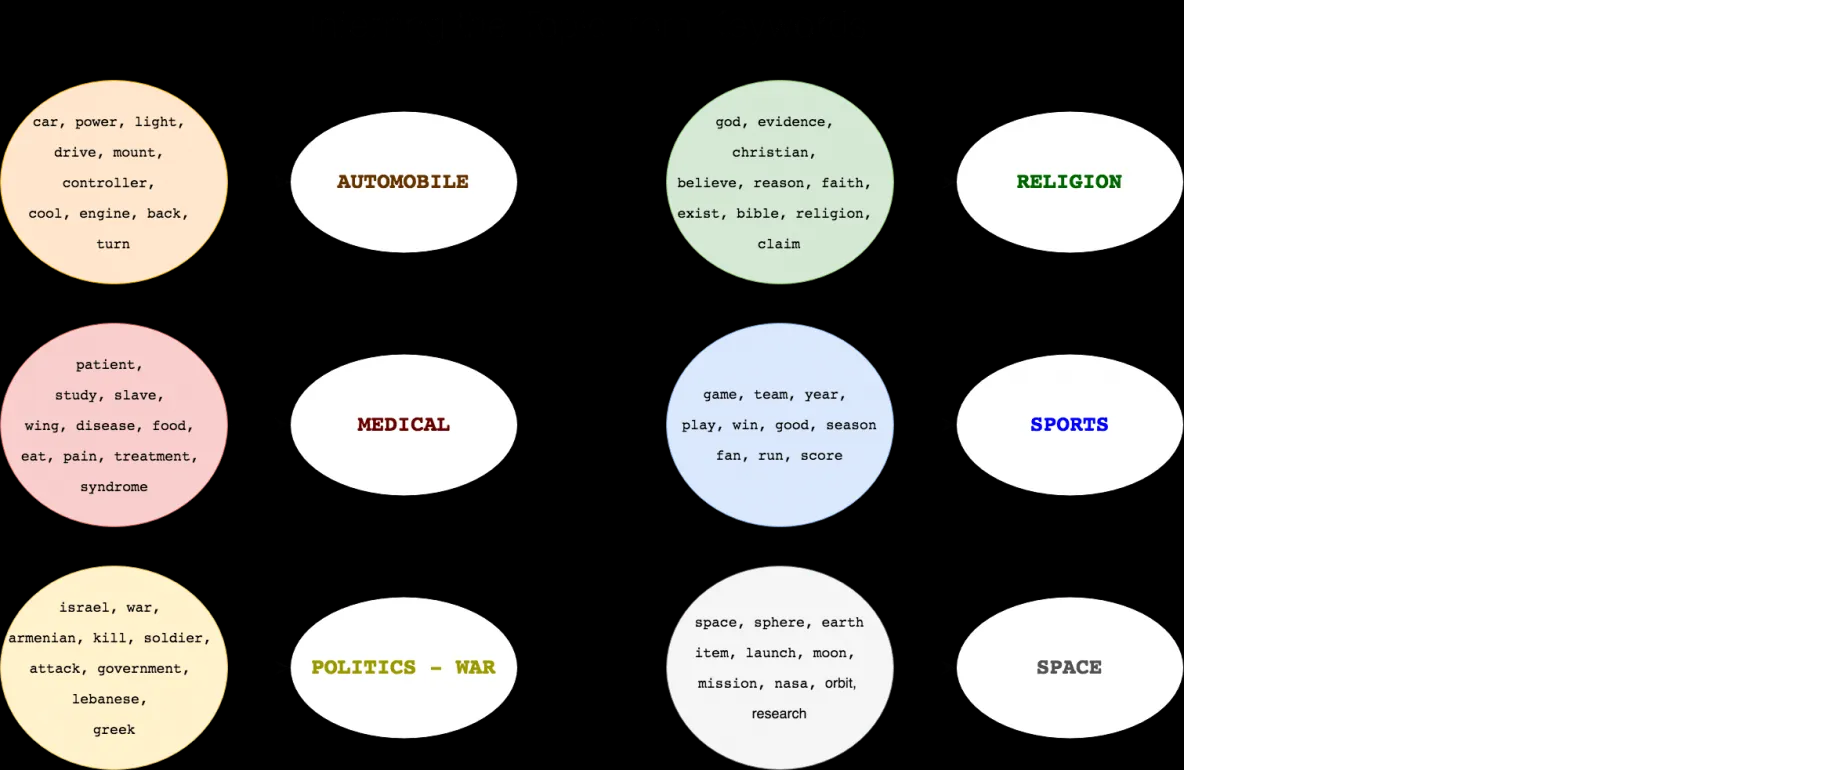 car, power, light,
drive, mount,
controller,
cool, engine, back,
turn
AUTOMOBILE
god, evidence,
christian,
believe, reason, faith,
exist, bible, religion,
claim
RELIGION
patient,
study, slave,
wing, disease, food,
eat, pain, treatment,
syndrome
MEDICAL
game, team, year,
play, win, good, season
fan, run, score
SPORTS
israel, war,
armenian, kill, soldier,
attack, government,
lebanese,
greek
POLITICS - WAR
space, sphere, earth
item, launch, moon,
mission, nasa, orbit,
research
SPACE